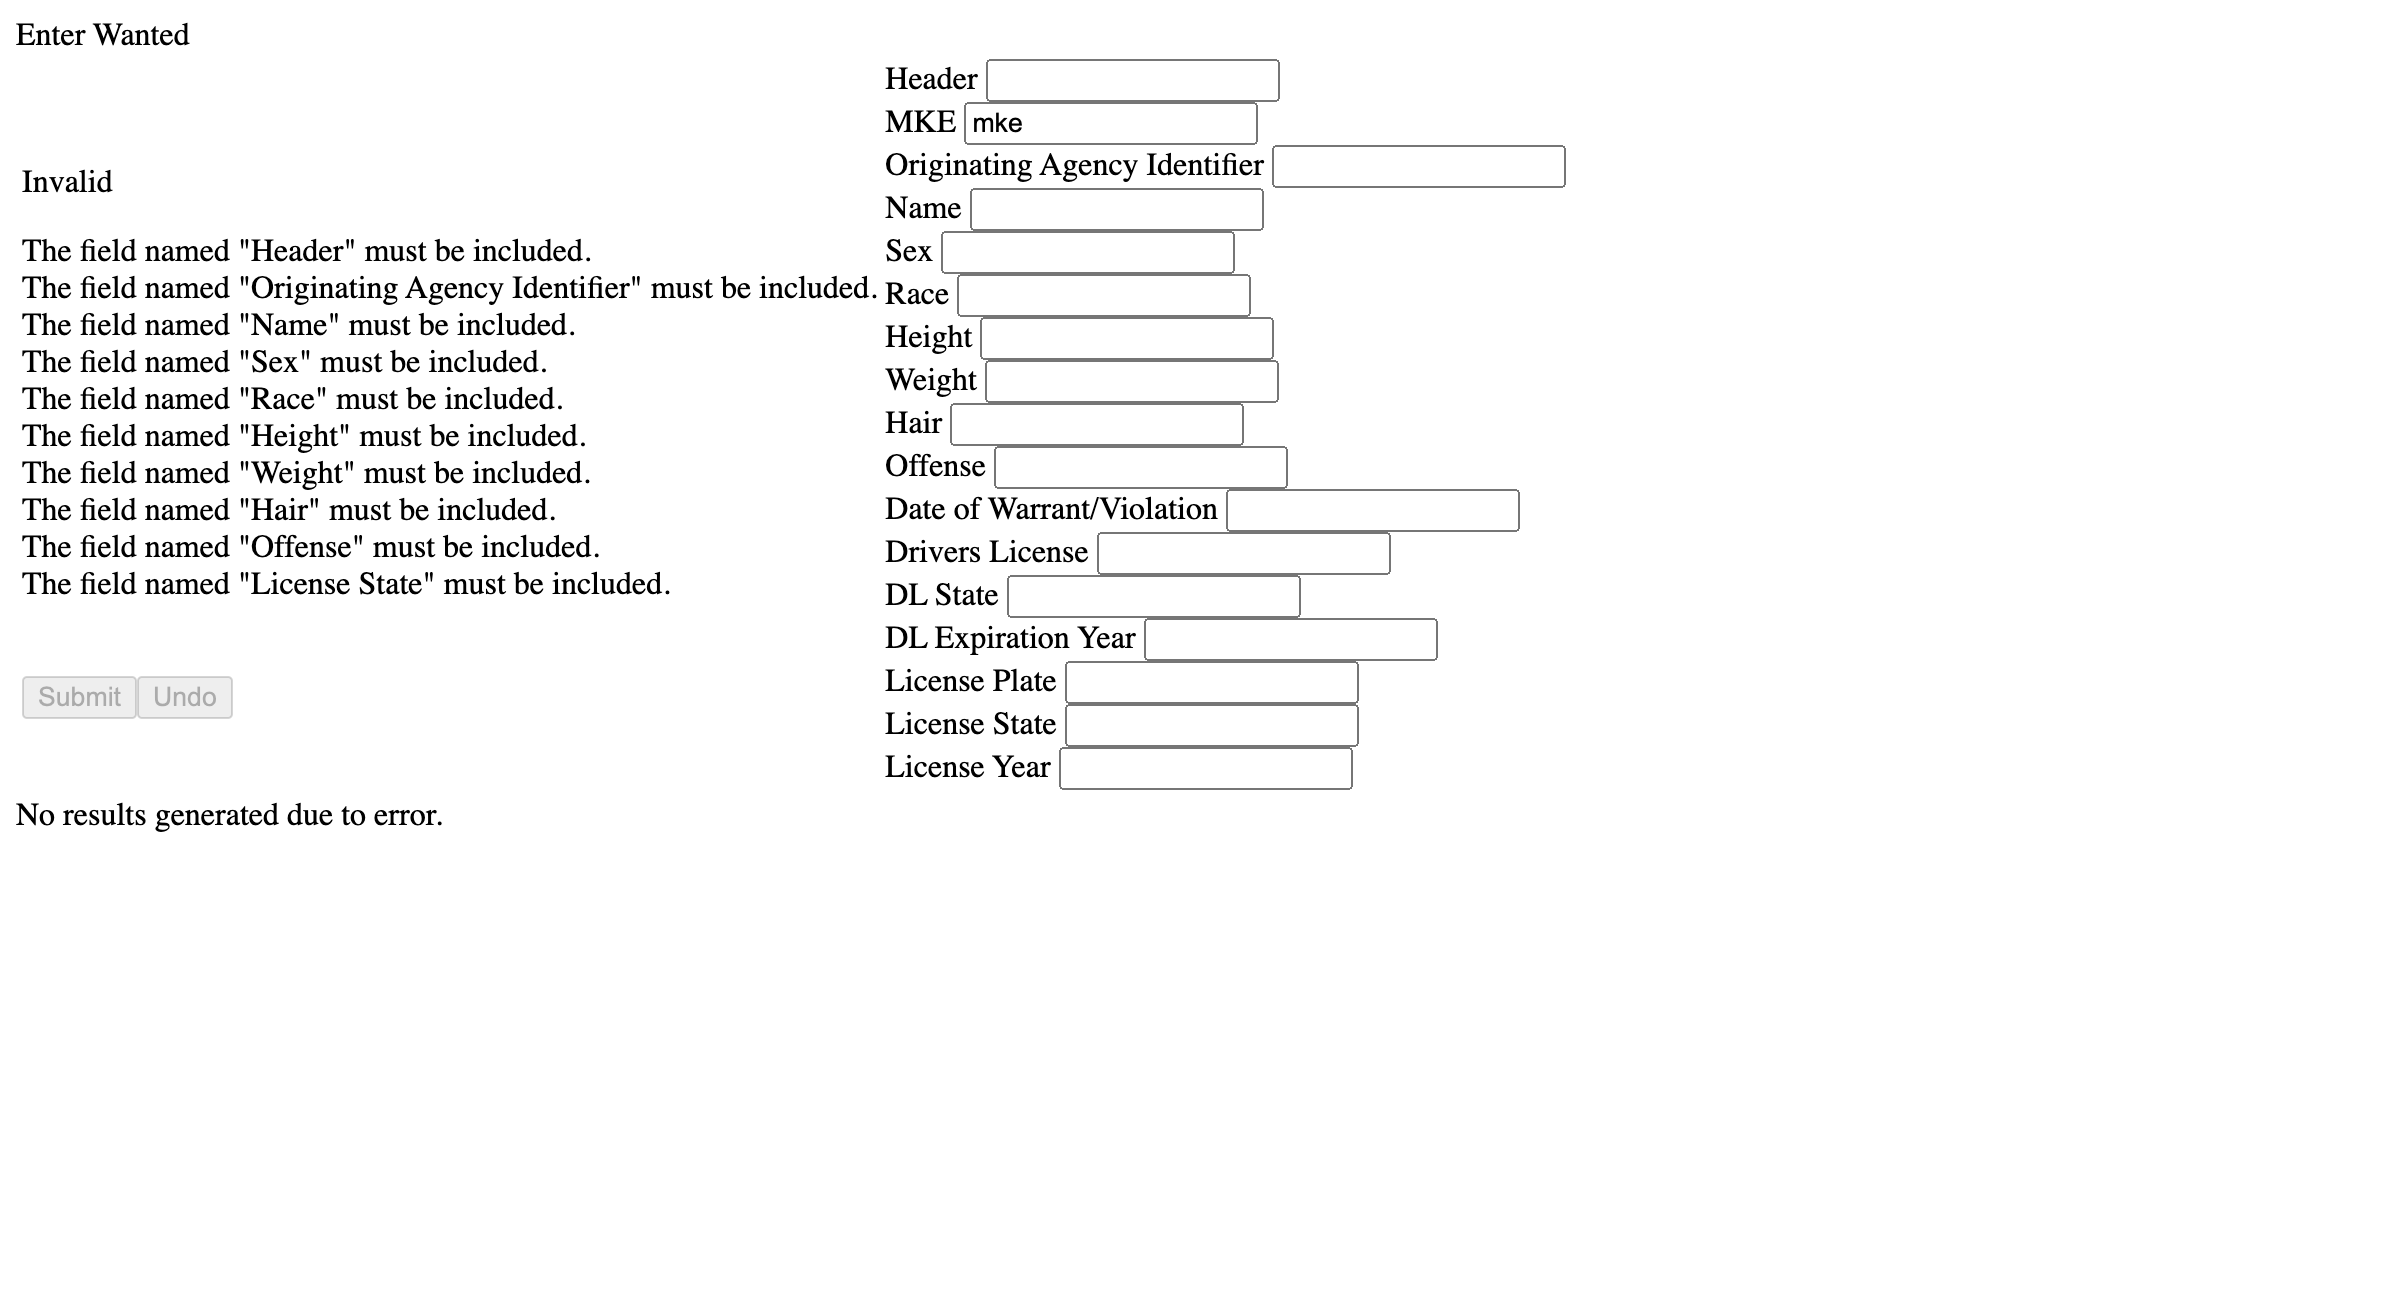 Enter Wanted
Invalid
The field named "Header" must be included.
The field named "Originating Agency Identifier" must be included.
The field named "Name" must be included.
The field named "Sex" must be included.
The field named "Race" must be included.
The field named "Height" must be included.
The field named "Weight" must be included.
The field named "Hair" must be included.
The field named "Offense" must be included.
The field named "License State" must be included.
Submit Undo
Header
MKE mke
Originating Agency Identifier
Name
Sex
Race
Height
Weight
Hair
Offense
Date of Warrant/Violation
Drivers License
DL State
DL Expiration Year
License Plate
License State
License Year
No results generated due to error.